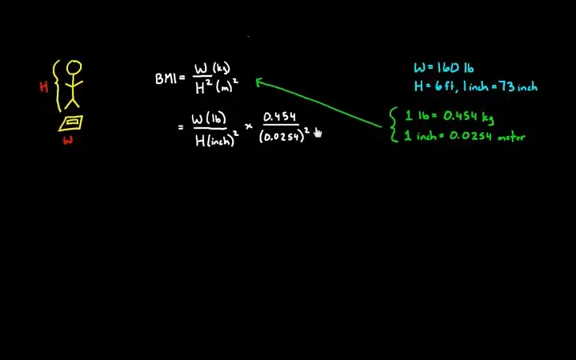 H
W
BMI = W (kg) / H² (m)²
= W (lb) / H (inch)² × 0.454 / (0.0254)²
W = 160 lb
H = 6 ft, 1 inch = 73 inch
1 lb = 0.454 kg
1 inch = 0.0254 meter